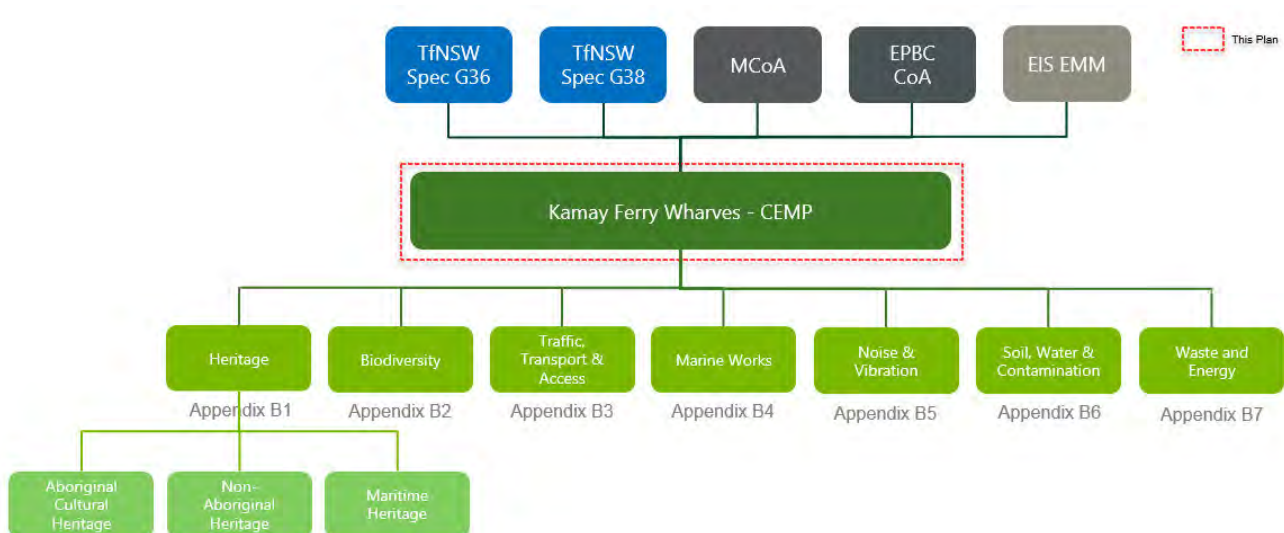 TfNSW
Spec G36
TfNSW
Spec G38
MCoA
EPBC
CoA
EIS EMM
This Plan
Kamay Ferry Wharves - CEMP
Heritage
Biodiversity
Traffic,
Transport &
Access
Marine Works
Noise &
Vibration
Soil, Water &
Contamination
Waste and
Energy
Appendix B1
Appendix B2
Appendix B3
Appendix B4
Appendix B5
Appendix B6
Appendix B7
Aboriginal
Cultural
Heritage
Non-
Aboriginal
Heritage
Maritime
Heritage